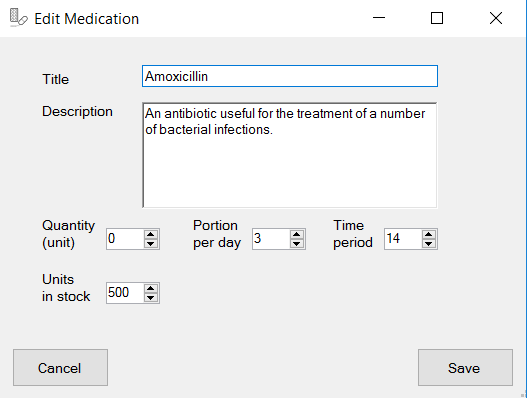 Edit Medication
Title
Amoxicillin
Description
An antibiotic useful for the treatment of a number
of bacterial infections.
Quantity
(unit)
0
Portion
per day
3
Time
period
14
Units
in stock
500
Cancel
Save